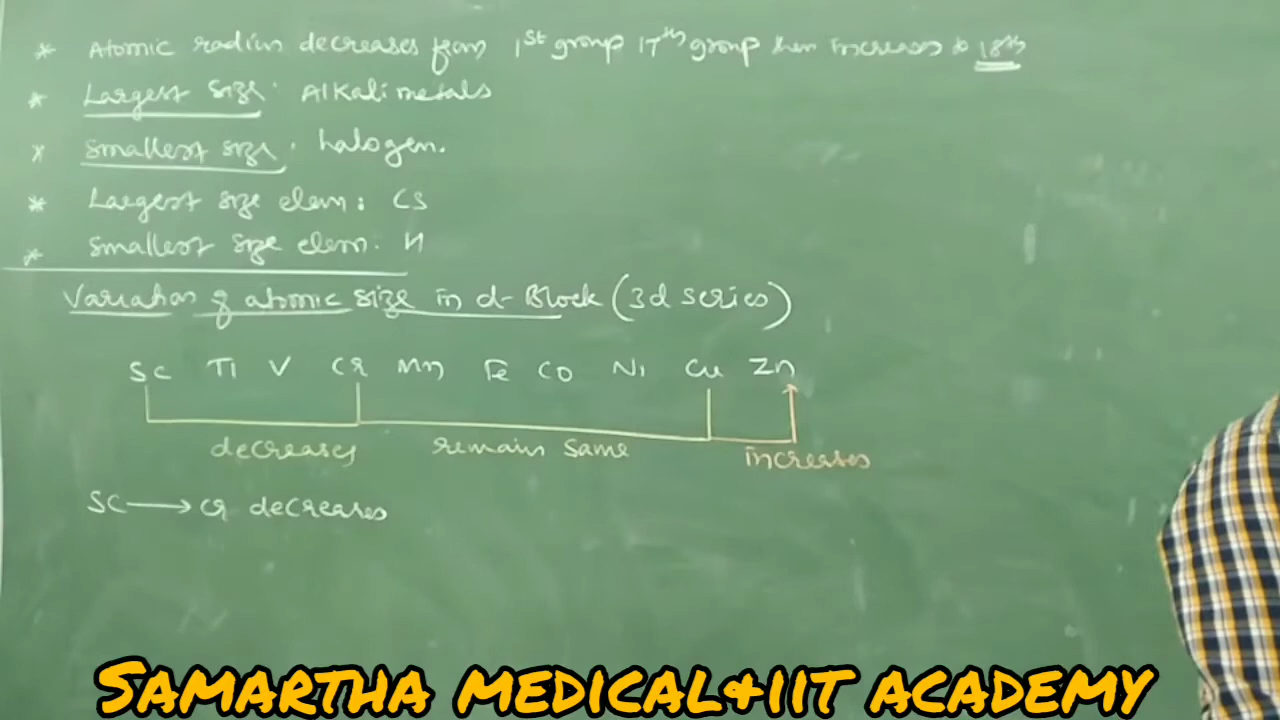 * Atomic radius decreases from 1st group 17th group then increases to 18th
* Largest size: Alkali metals
* Smallest size: halogen.
* Largest size elem: Cs
* Smallest size elem: H
Variation of atomic size in d-Block (3d series)
Sc Ti V Cr Mn Fe Co Ni Cu Zn
decreases remain same increases
Sc → Cr decreases
SAMARTHA MEDICAL&IIT ACADEMY